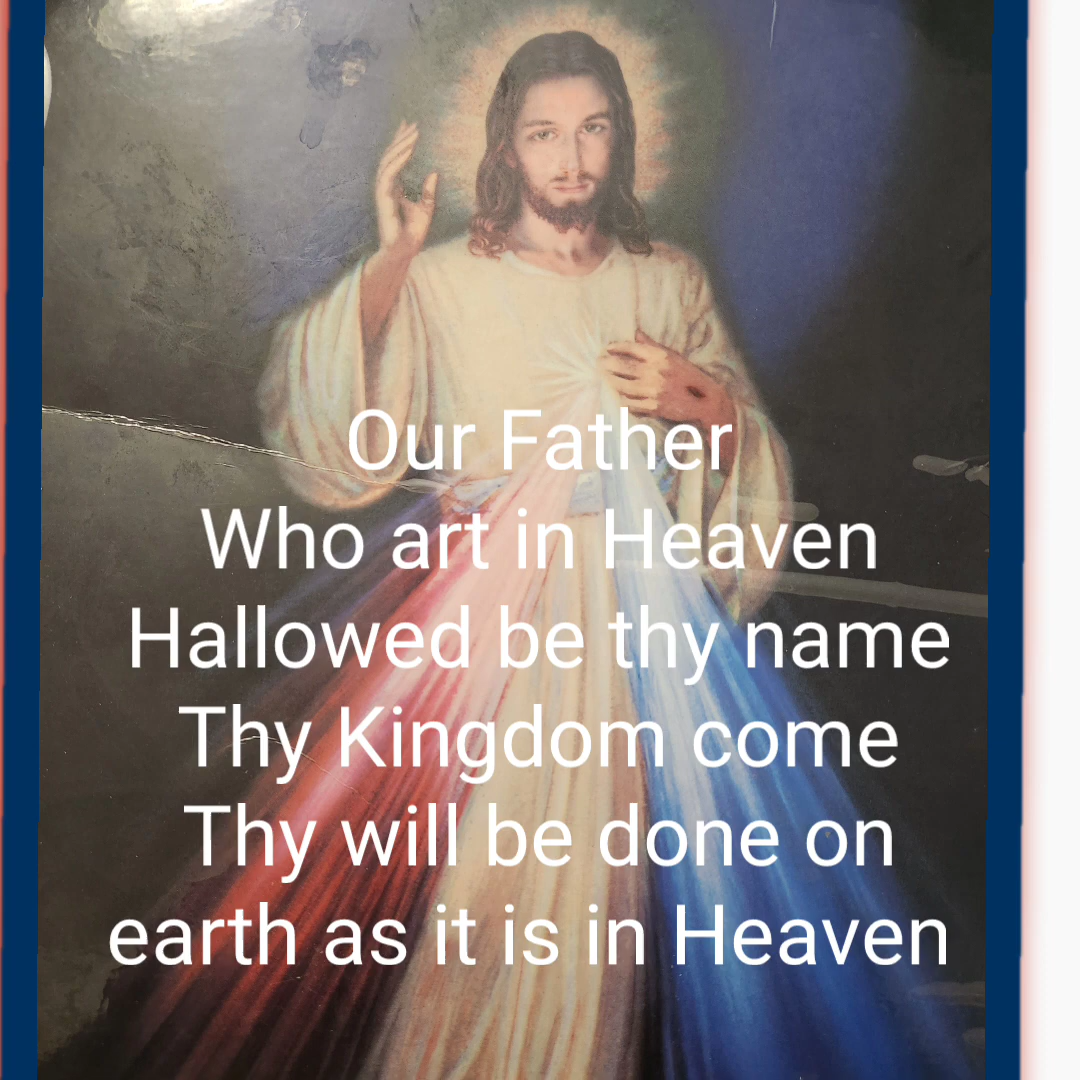 Our Father
Who art in Heaven
Hallowed be thy name
Thy Kingdom come
Thy will be done on
earth as it is in Heaven